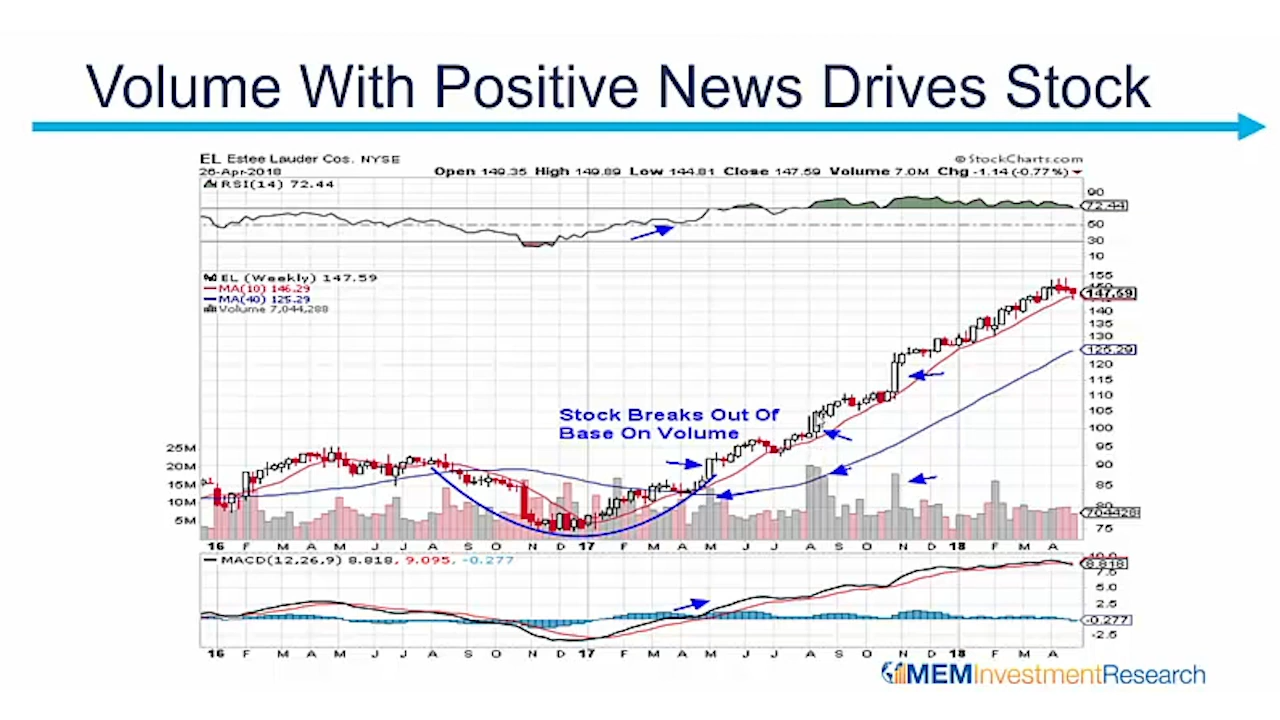 Volume With Positive News Drives Stock
EL Estee Lauder Cos. NYSE
© StockCharts.com
26-Apr-2018
Open 149.35 High 149.89 Low 144.81 Close 147.59 Volume 7.0M Chg -1.14 (-0.77%)
RSI(14) 72.44
90
72.44
50
30
10
EL (Weekly) 147.59
MA(10) 146.29
MA(40) 125.29
Volume 7,044,288
155
150
147.59
140
135
130
125.29
120
115
110
105
100
95
90
85
80
75
Stock Breaks Out Of
Base On Volume
25M
20M
15M
10M
5M
7044288
16 F M A M J J A S O N D 17 F M A M J J A S O N D 18 F M A
MACD(12,26,9) 8.818, 9.095, -0.277
10.0
8.818
7.5
5.0
2.5
-0.277
-2.5
16 F M A M J J A S O N D 17 F M A M J J A S O N D 18 F M A
MEMInvestmentResearch